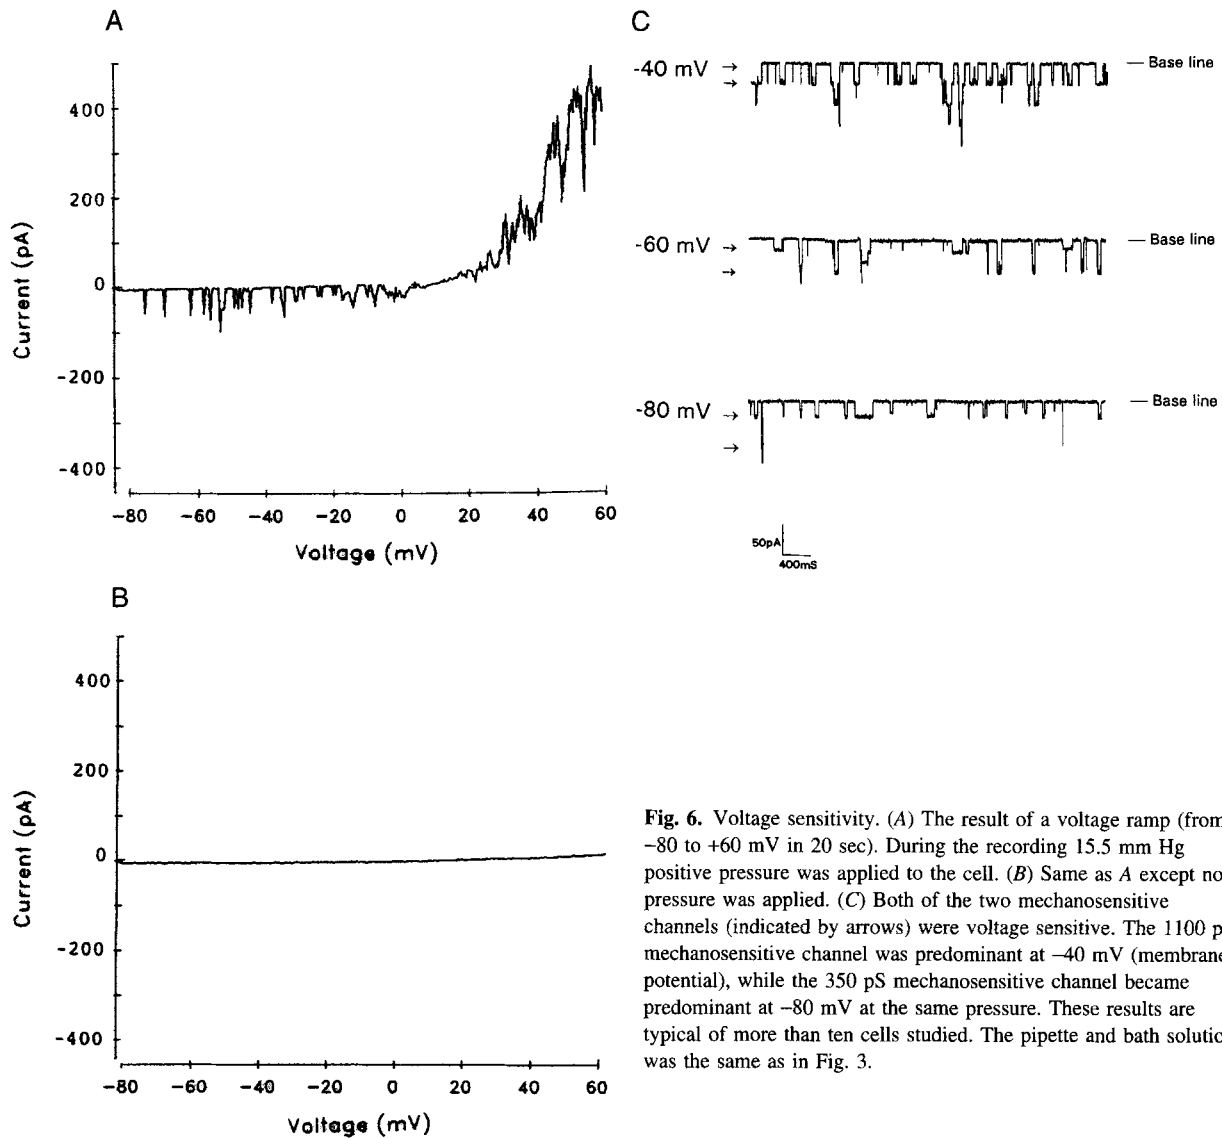 A
400
200
0
-200
-400
Current (pA)
-80 -60 -40 -20 0 20 40 60
Voltage (mV)
B
400
200
0
-200
-400
Current (pA)
-80 -60 -40 -20 0 20 40 60
Voltage (mV)
C
-40 mV → — Base line
→
-60 mV → — Base line
→
-80 mV → — Base line
→
50pA
400mS
Fig. 6. Voltage sensitivity. (A) The result of a voltage ramp (from
−80 to +60 mV in 20 sec). During the recording 15.5 mm Hg
positive pressure was applied to the cell. (B) Same as A except no
pressure was applied. (C) Both of the two mechanosensitive
channels (indicated by arrows) were voltage sensitive. The 1100 p
mechanosensitive channel was predominant at −40 mV (membrane
potential), while the 350 pS mechanosensitive channel became
predominant at −80 mV at the same pressure. These results are
typical of more than ten cells studied. The pipette and bath solutio
was the same as in Fig. 3.